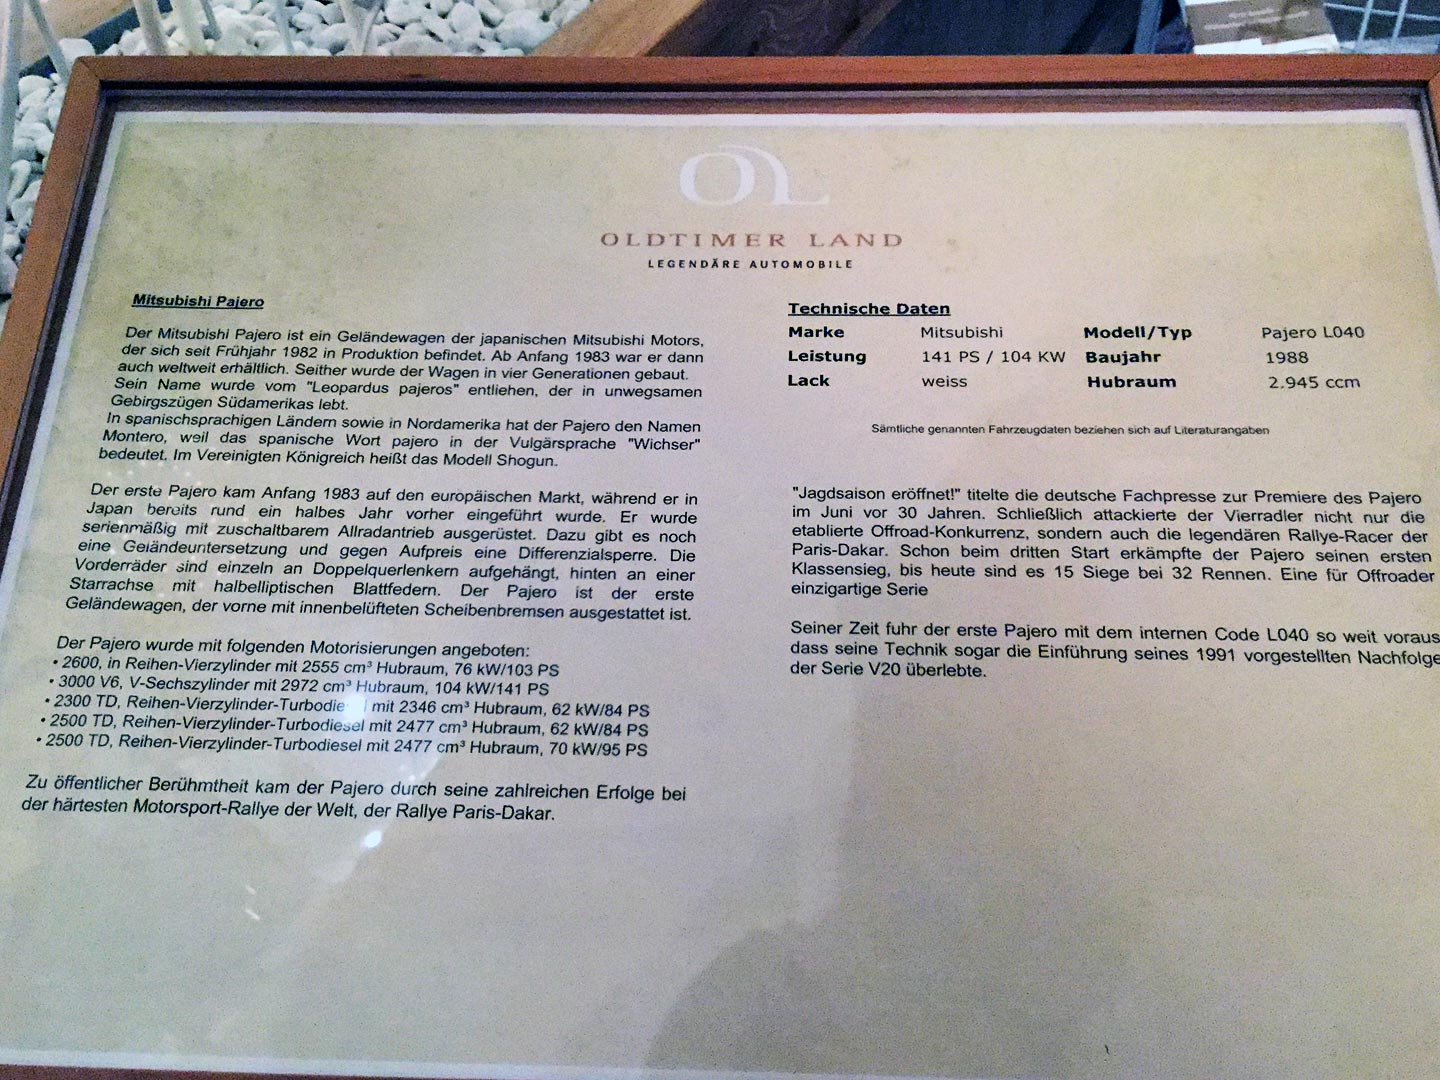 OL
OLDTIMER LAND
LEGENDÄRE AUTOMOBILE
Mitsubishi Pajero
Der Mitsubishi Pajero ist ein Geländewagen der japanischen Mitsubishi Motors,
der sich seit Frühjahr 1982 in Produktion befindet. Ab Anfang 1983 war er dann
auch weltweit erhältlich. Seither wurde der Wagen in vier Generationen gebaut.
Sein Name wurde vom "Leopardus pajeros" entliehen, der in unwegsamen
Gebirgszügen Südamerikas lebt.
In spanischsprachigen Ländern sowie in Nordamerika hat der Pajero den Namen
Montero, weil das spanische Wort pajero in der Vulgärsprache "Wichser"
bedeutet. Im Vereinigten Königreich heißt das Modell Shogun.
Der erste Pajero kam Anfang 1983 auf den europäischen Markt, während er in
Japan bereits rund ein halbes Jahr vorher eingeführt wurde. Er wurde
serienmäßig mit zuschaltbarem Allradantrieb ausgerüstet. Dazu gibt es noch
eine Geländeuntersetzung und gegen Aufpreis eine Differenzialsperre. Die
Vorderräder sind einzeln an Doppelquerlenkern aufgehängt, hinten an einer
Starrachse mit halbelliptischen Blattfedern. Der Pajero ist der erste
Geländewagen, der vorne mit innenbelüfteten Scheibenbremsen ausgestattet ist.
Der Pajero wurde mit folgenden Motorisierungen angeboten:
• 2600, in Reihen-Vierzylinder mit 2555 cm³ Hubraum, 76 kW/103 PS
• 3000 V6, V-Sechszylinder mit 2972 cm³ Hubraum, 104 kW/141 PS
• 2300 TD, Reihen-Vierzylinder-Turbodiesel mit 2346 cm³ Hubraum, 62 kW/84 PS
• 2500 TD, Reihen-Vierzylinder-Turbodiesel mit 2477 cm³ Hubraum, 62 kW/84 PS
• 2500 TD, Reihen-Vierzylinder-Turbodiesel mit 2477 cm³ Hubraum, 70 kW/95 PS
Zu öffentlicher Berühmtheit kam der Pajero durch seine zahlreichen Erfolge bei
der härtesten Motorsport-Rallye der Welt, der Rallye Paris-Dakar.
Technische Daten
Marke Mitsubishi Modell/Typ Pajero L040
Leistung 141 PS / 104 KW Baujahr 1988
Lack weiss Hubraum 2.945 ccm
Sämtliche genannten Fahrzeugdaten beziehen sich auf Literaturangaben
"Jagdsaison eröffnet!" titelte die deutsche Fachpresse zur Premiere des Pajero
im Juni vor 30 Jahren. Schließlich attackierte der Vierradler nicht nur die
etablierte Offroad-Konkurrenz, sondern auch die legendären Rallye-Racer der
Paris-Dakar. Schon beim dritten Start erkämpfte der Pajero seinen ersten
Klassensieg, bis heute sind es 15 Siege bei 32 Rennen. Eine für Offroader
einzigartige Serie
Seiner Zeit fuhr der erste Pajero mit dem internen Code L040 so weit voraus
dass seine Technik sogar die Einführung seines 1991 vorgestellten Nachfolge
der Serie V20 überlebte.